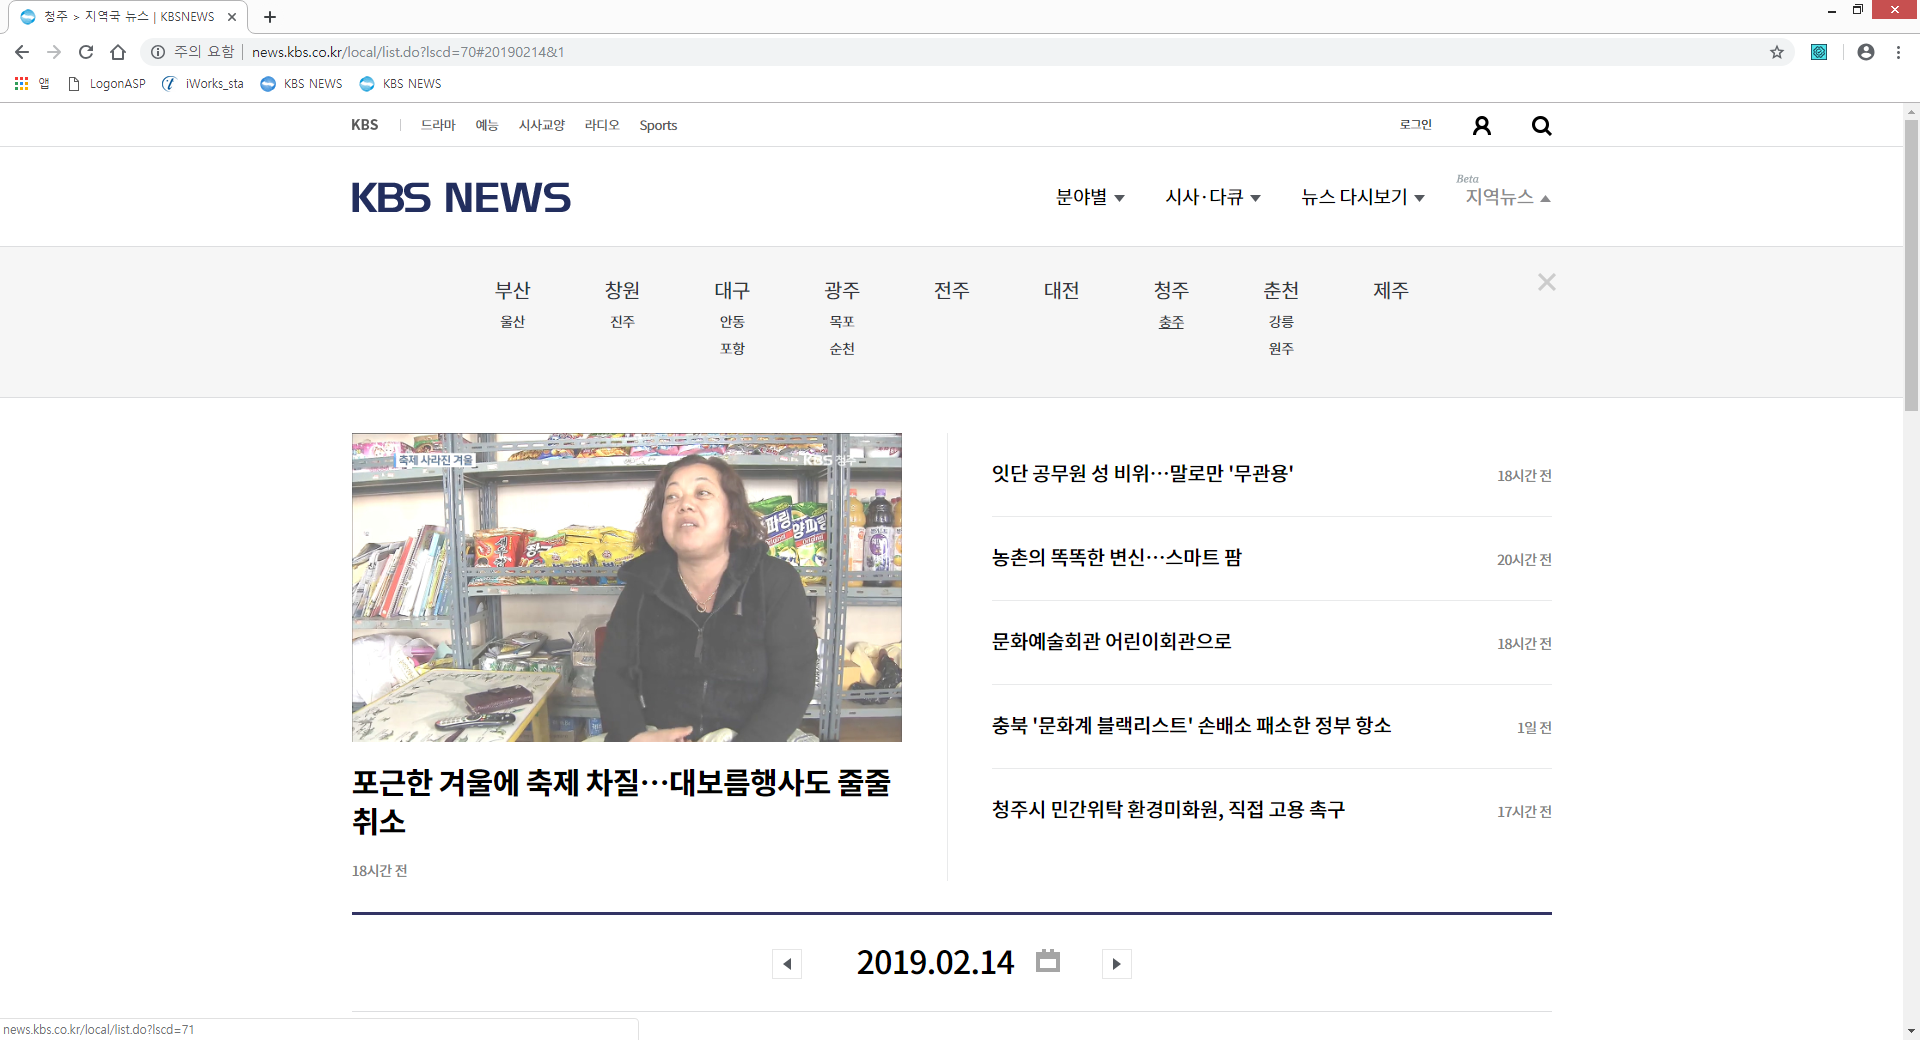 청주 > 지역국 뉴스 | KBSNEWS
주의 요함 | news.kbs.co.kr/local/list.do?lscd=70#20190214&1
앱 LogonASP iWorks_sta KBS NEWS KBS NEWS
KBS 드라마 예능 시사교양 라디오 Sports 로그인
Beta
KBS NEWS 분야별 시사·다큐 뉴스 다시보기 지역뉴스
부산 창원 대구 광주 전주 대전 청주 춘천 제주
울산 진주 안동 목포 충주 강릉
포항 순천 원주
축제 사라진 겨울 KBS 청주
양파링
잇단 공무원 성 비위…말로만 '무관용' 18시간 전
농촌의 똑똑한 변신…스마트 팜 20시간 전
문화예술회관 어린이회관으로 18시간 전
충북 '문화계 블랙리스트' 손배소 패소한 정부 항소 1일 전
청주시 민간위탁 환경미화원, 직접 고용 촉구 17시간 전
포근한 겨울에 축제 차질…대보름행사도 줄줄
취소
18시간 전
2019.02.14
news.kbs.co.kr/local/list.do?lscd=71